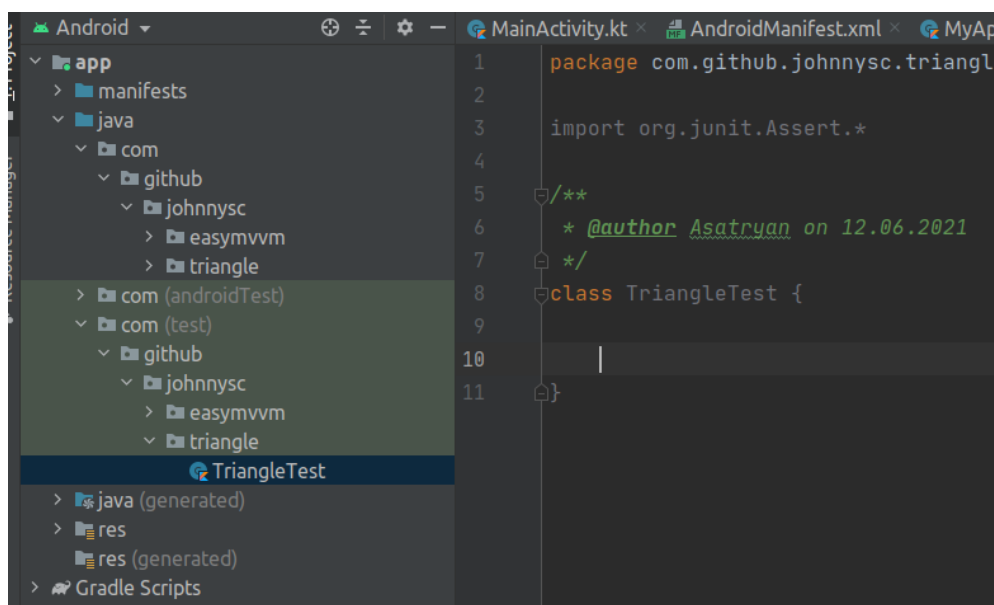 Android
app
manifests
java
com
github
johnnysc
easymvvm
triangle
com (androidTest)
com (test)
github
johnnysc
easymvvm
triangle
TriangleTest
java (generated)
res
res (generated)
Gradle Scripts
MainActivity.kt AndroidManifest.xml MyAp
1 package com.github.johnnysc.triangl
2
3 import org.junit.Assert.*
4
5 /**
6 * @author Asatryan on 12.06.2021
7 */
8 class TriangleTest {
9
10
11 }